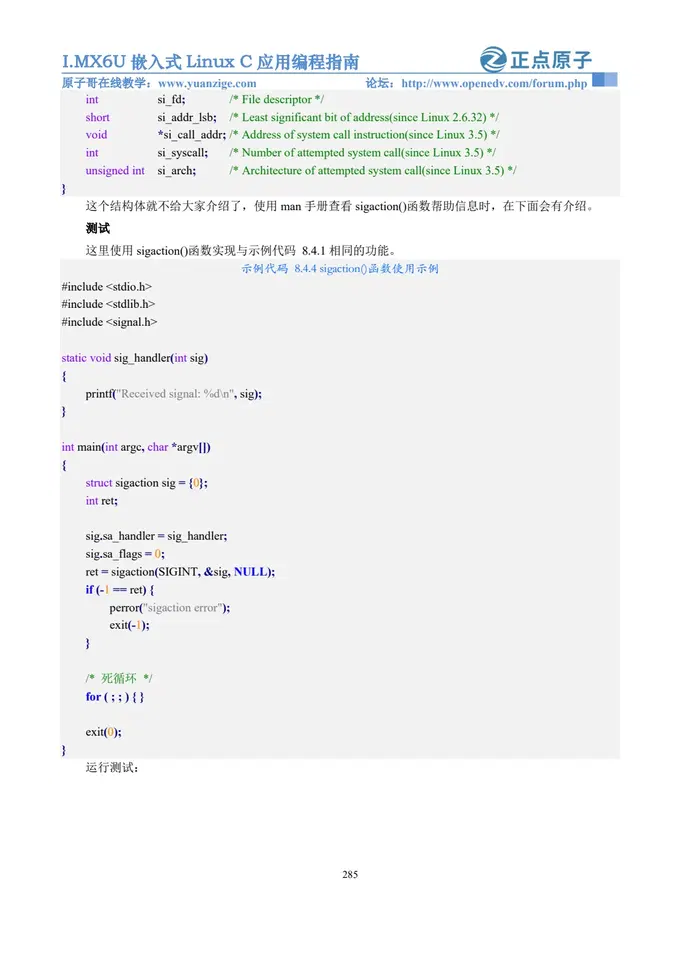 I.MX6U 嵌入式 Linux C 应用编程指南
正点原子
原子哥在线教学：www.yuanzige.com 论坛：http://www.openedv.com/forum.php
int si_fd; /* File descriptor */
short si_addr_lsb; /* Least significant bit of address(since Linux 2.6.32) */
void *si_call_addr; /* Address of system call instruction(since Linux 3.5) */
int si_syscall; /* Number of attempted system call(since Linux 3.5) */
unsigned int si_arch; /* Architecture of attempted system call(since Linux 3.5) */
}
这个结构体就不给大家介绍了，使用 man 手册查看 sigaction()函数帮助信息时，在下面会有介绍。
测试
这里使用 sigaction()函数实现与示例代码 8.4.1 相同的功能。
示例代码 8.4.4 sigaction()函数使用示例
#include <stdio.h>
#include <stdlib.h>
#include <signal.h>
static void sig_handler(int sig)
{
printf("Received signal: %d\n", sig);
}
int main(int argc, char *argv[])
{
struct sigaction sig = {0};
int ret;
sig.sa_handler = sig_handler;
sig.sa_flags = 0;
ret = sigaction(SIGINT, &sig, NULL);
if (-1 == ret) {
perror("sigaction error");
exit(-1);
}
/* 死循环 */
for ( ; ; ) { }
exit(0);
}
运行测试：
285